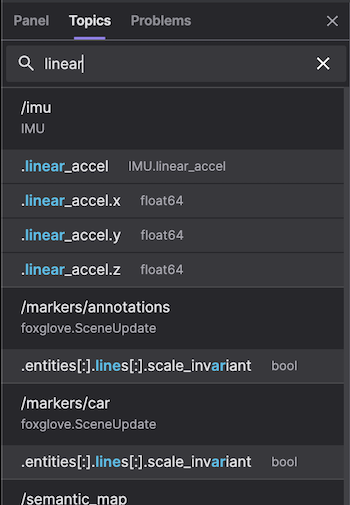 Panel Topics Problems
linear
/imu
IMU
.linear_accel IMU.linear_accel
.linear_accel.x float64
.linear_accel.y float64
.linear_accel.z float64
/markers/annotations
foxglove.SceneUpdate
.entities[:].lines[:].scale_invariant bool
/markers/car
foxglove.SceneUpdate
.entities[:].lines[:].scale_invariant bool
/semantic_map